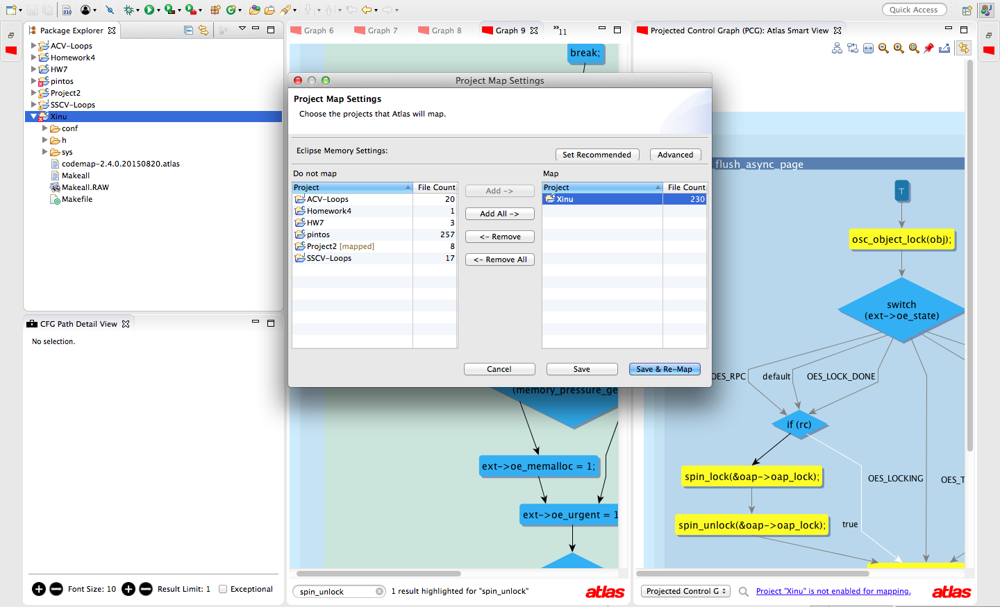 Quick Access
Package Explorer
ACV-Loops
Homework4
HW7
pintos
Project2
SSCV-Loops
Xinu
conf
h
sys
codemap-2.4.0.20150820.atlas
Makeall
Makeall.RAW
Makefile
CFG Path Detail View
No selection.
Font Size: 10
Result Limit: 1
Exceptional
Graph 6
Graph 7
Graph 8
Graph 9
»11
break;
Project Map Settings
Project Map Settings
Choose the projects that Atlas will map.
Eclipse Memory Settings:
Set Recommended
Advanced
Do not map
Project File Count
ACV-Loops 20
Homework4 1
HW7 3
pintos 257
Project2 [mapped] 8
SSCV-Loops 17
Add ->
Add All ->
<- Remove
<- Remove All
Map
Project File Count
Xinu 230
Cancel
Save
Save & Re-Map
(memory_pressure_ge
ext->oe_memalloc = 1;
ext->oe_urgent = 1
spin_unlock
1 result highlighted for "spin_unlock"
atlas
Projected Control Graph (PCG): Atlas Smart View
flush_async_page
T
osc_object_lock(obj);
switch
(ext->oe_state)
OES_RPC
default
OES_LOCK_DONE
if (rc)
spin_lock(&oap->oap_lock);
OES_LOCKING
OES_T
spin_unlock(&oap->oap_lock);
true
Projected Control G
Project "Xinu" is not enabled for mapping.
atlas